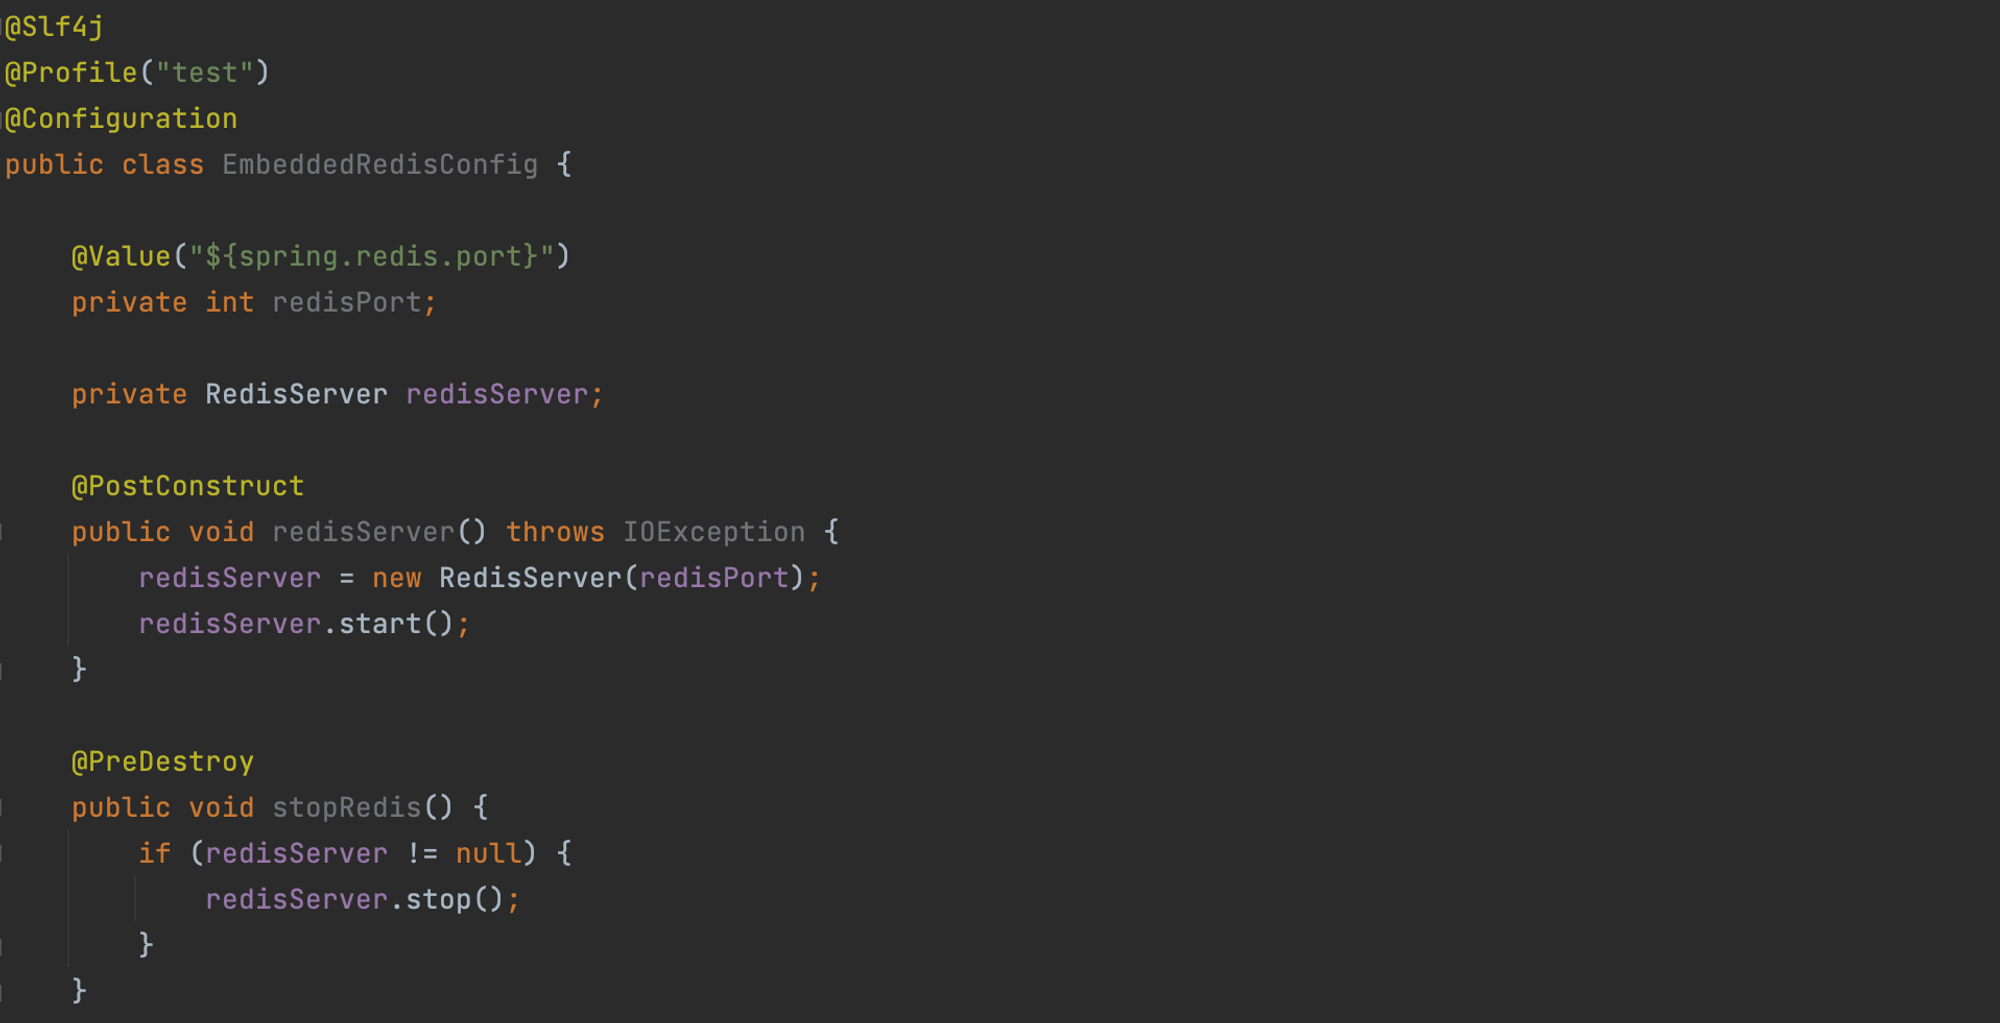 @Slf4j
@Profile("test")
@Configuration
public class EmbeddedRedisConfig {
@Value("${spring.redis.port}")
private int redisPort;
private RedisServer redisServer;
@PostConstruct
public void redisServer() throws IOException {
redisServer = new RedisServer(redisPort);
redisServer.start();
}
@PreDestroy
public void stopRedis() {
if (redisServer != null) {
redisServer.stop();
}
}